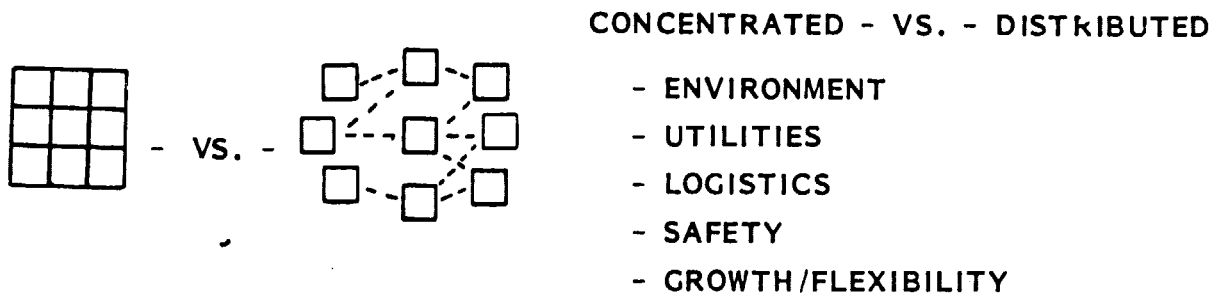 CONCENTRATED - VS. - DISTRIBUTED
- VS. -
- ENVIRONMENT
- UTILITIES
- LOGISTICS
- SAFETY
- GROWTH/FLEXIBILITY